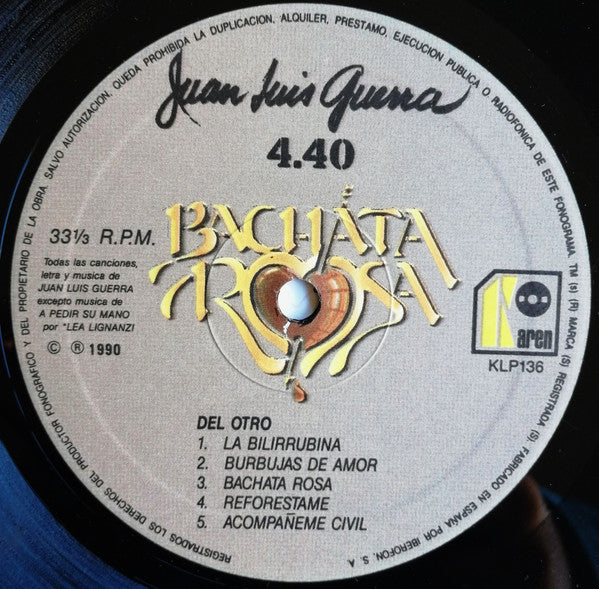 REGISTRADOS LOS DERECHOS DEL PRODUCTOR FONOGRAFICO Y DEL PROPIETARIO DE LA OBRA. SALVO AUTORIZACION, QUEDA PROHIBIDA LA DUPLICACION, ALQUILER, PRESTAMO, EJECUCION PUBLICA O RADIOFONICA DE ESTE FONOGRAMA. TM (s) (R) MARCA (S) REGISTRADA (S). FABRICADO EN ESPAÑA POR IBEROFON, S. A.
Juan Luis Guerra
4.40
BACHATA
ROSA
33⅓ R.P.M.
Todas las canciones,
letra y musica de
JUAN LUIS GUERRA
excepto musica de
A PEDIR SU MANO
por "LEA LIGNANZI
© ® 1990
Karen
KLP136
DEL OTRO
1. LA BILIRRUBINA
2. BURBUJAS DE AMOR
3. BACHATA ROSA
4. REFORESTAME
5. ACOMPAÑEME CIVIL